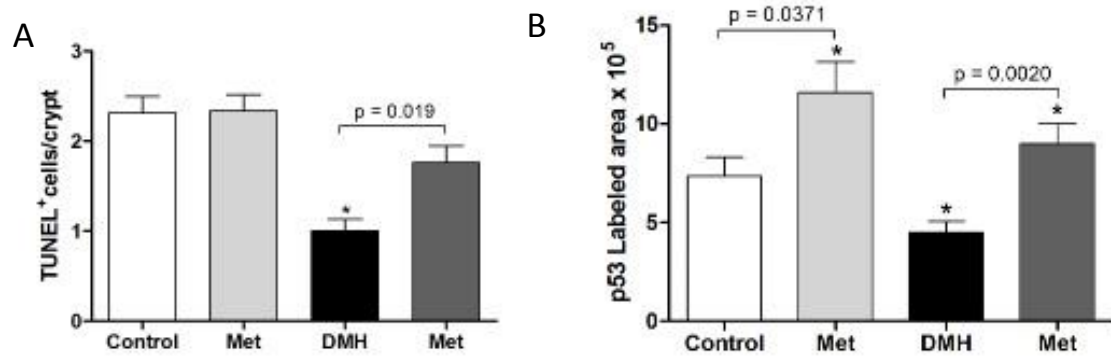 A
TUNEL⁺cells/crypt
3
2
1
0
p = 0.019
*
Control Met DMH Met
B
p53 Labeled area x 10⁵
15
10
5
0
p = 0.0371
*
p = 0.0020
*
*
Control Met DMH Met